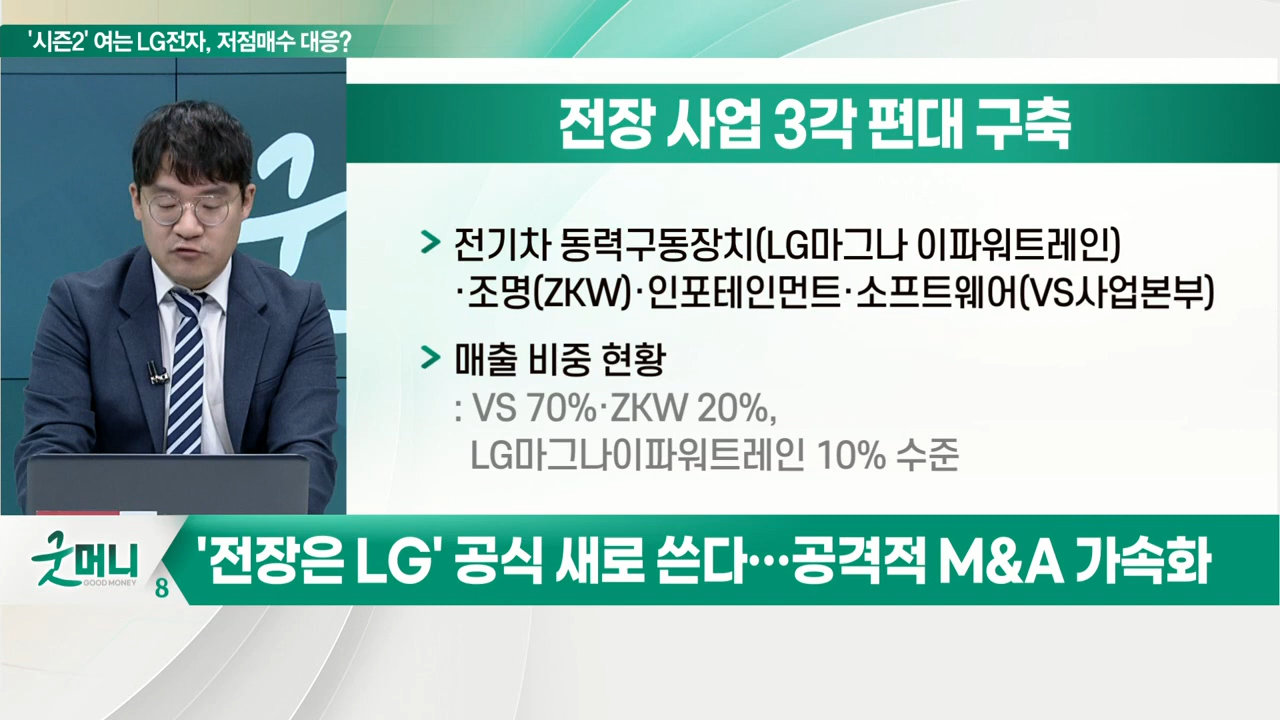 '시즌2' 여는 LG전자, 저점매수 대응?
전장 사업 3각 편대 구축
> 전기차 동력구동장치(LG마그나 이파워트레인)
·조명(ZKW)·인포테인먼트·소프트웨어(VS사업본부)
> 매출 비중 현황
: VS 70%·ZKW 20%,
LG마그나이파워트레인 10% 수준
굿머니
GOOD MONEY
8
'전장은 LG' 공식 새로 쓴다…공격적 M&A 가속화